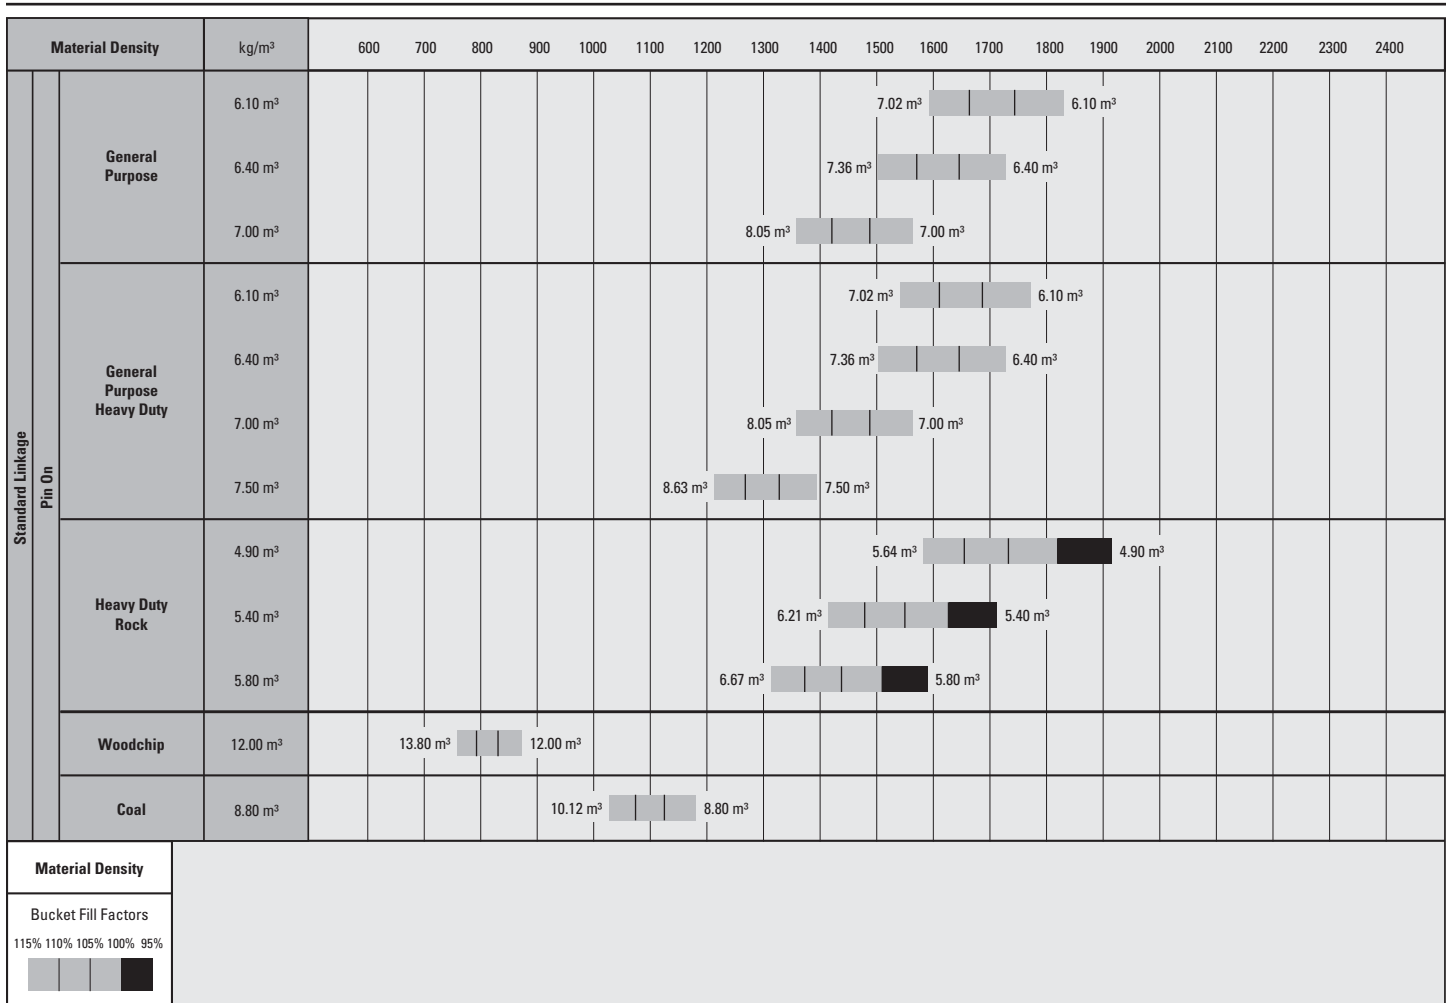 Material Density kg/m³ 600 700 800 900 1000 1100 1200 1300 1400 1500 1600 1700 1800 1900 2000 2100 2200 2300 2400
Standard Linkage
Pin On
General
Purpose
6.10 m³ 7.02 m³ 6.10 m³
6.40 m³ 7.36 m³ 6.40 m³
7.00 m³ 8.05 m³ 7.00 m³
General
Purpose
Heavy Duty
6.10 m³ 7.02 m³ 6.10 m³
6.40 m³ 7.36 m³ 6.40 m³
7.00 m³ 8.05 m³ 7.00 m³
7.50 m³ 8.63 m³ 7.50 m³
Heavy Duty
Rock
4.90 m³ 5.64 m³ 4.90 m³
5.40 m³ 6.21 m³ 5.40 m³
5.80 m³ 6.67 m³ 5.80 m³
Woodchip 12.00 m³ 13.80 m³ 12.00 m³
Coal 8.80 m³ 10.12 m³ 8.80 m³
Material Density
Bucket Fill Factors
115% 110% 105% 100% 95%